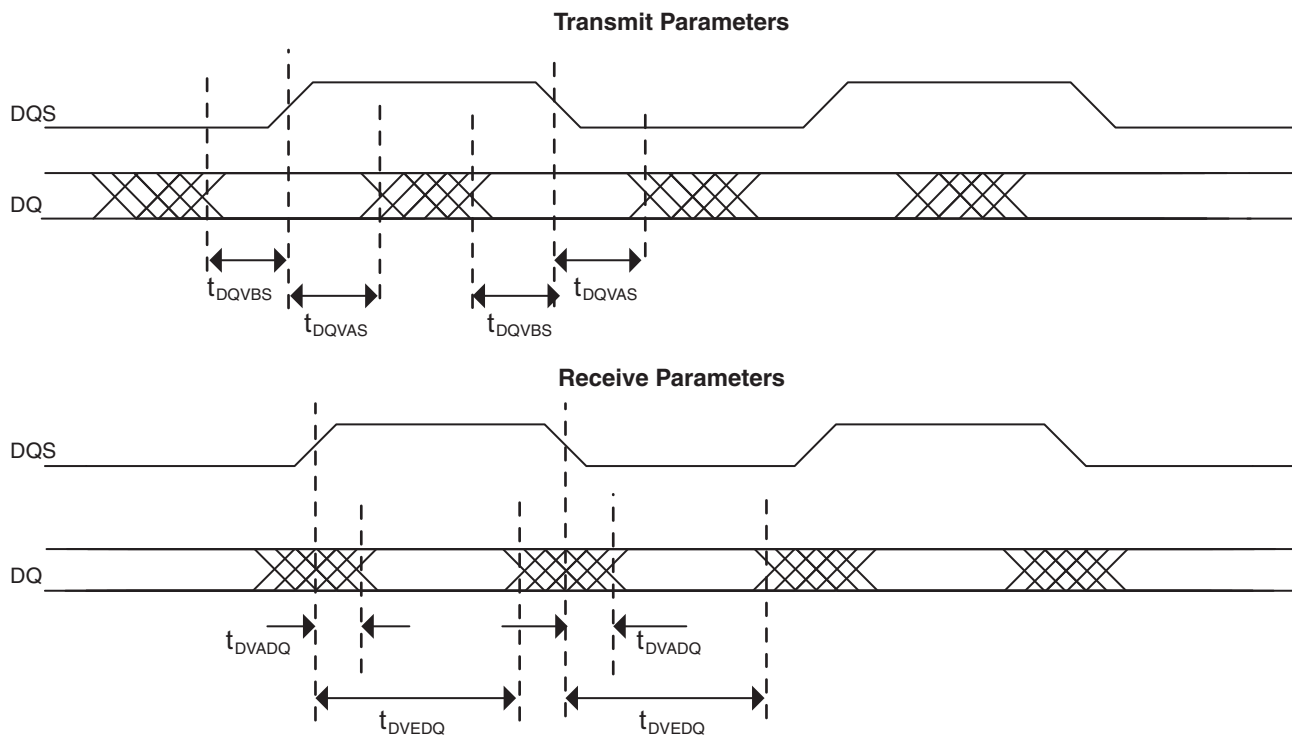 Transmit Parameters
DQS
DQ
tDQVBS
tDQVAS
tDQVBS
tDQVAS
Receive Parameters
DQS
DQ
tDVADQ
tDVADQ
tDVEDQ
tDVEDQ